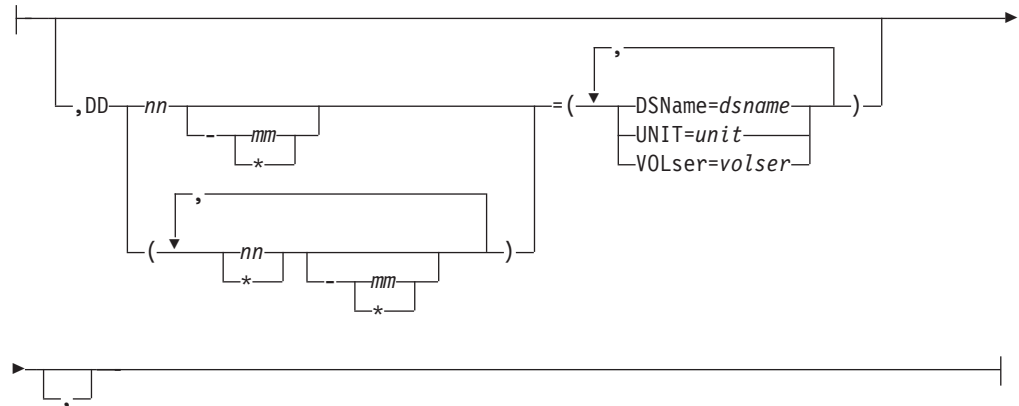 ,
,DD nn =( DSName=dsname )
- mm UNIT=unit
* VOLser=volser
,
( nn )
* - mm
*
,